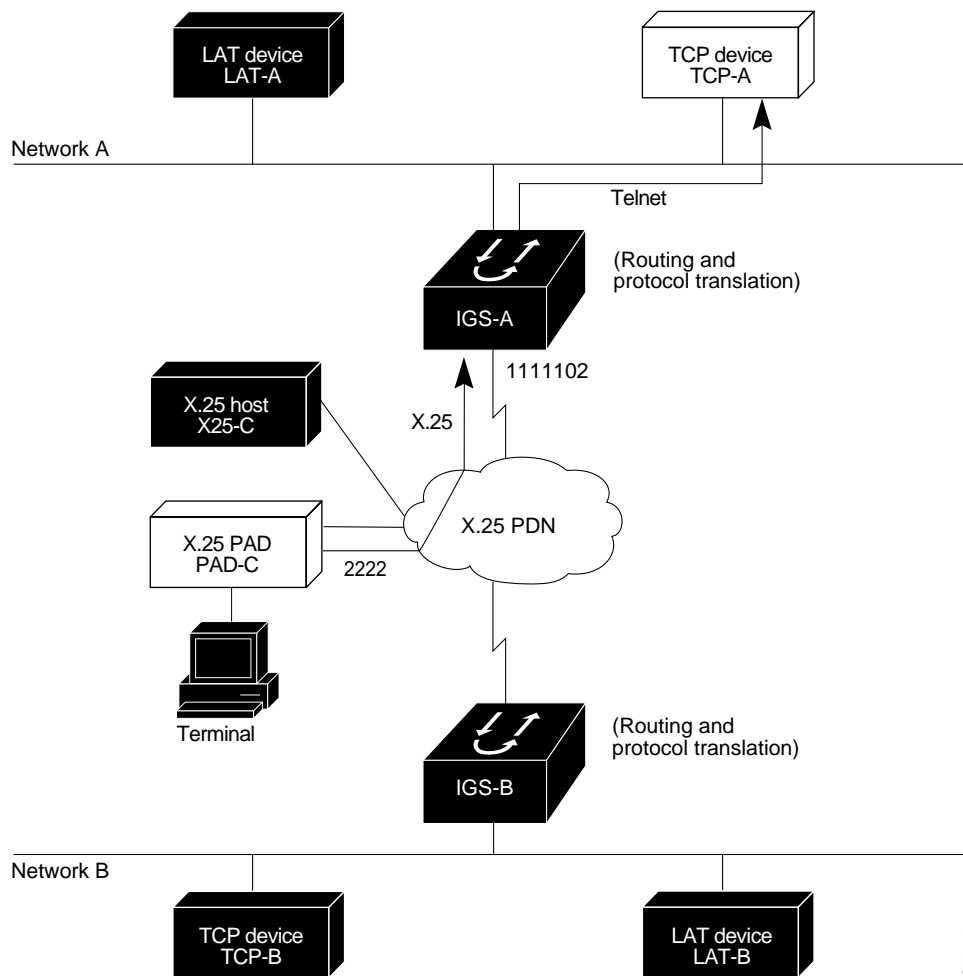 LAT device
LAT-A
TCP device
TCP-A
Network A
Telnet
(Routing and
protocol translation)
IGS-A
1111102
X.25 host
X25-C
X.25
X.25 PDN
X.25 PAD
PAD-C
2222
Terminal
(Routing and
protocol translation)
IGS-B
Network B
TCP device
TCP-B
LAT device
LAT-B